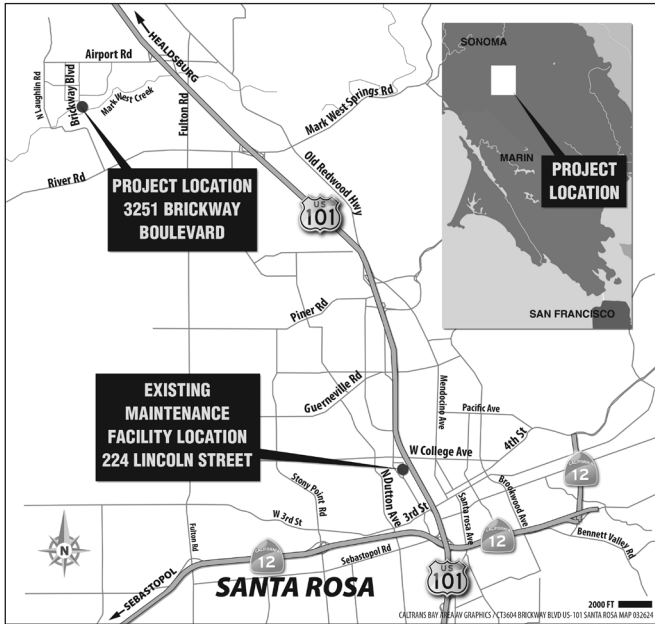 HEALDSBURG
Airport Rd
N Laughlin Rd
Brickway Blvd
Mark West Creek
Fulton Rd
Mark West Springs Rd
River Rd
Old Redwood Hwy
PROJECT LOCATION
3251 BRICKWAY
BOULEVARD
US
101
SONOMA
MARIN
PROJECT
LOCATION
SAN FRANCISCO
Piner Rd
Guerneville Rd
Mendocino Ave
Pacific Ave
4th St
EXISTING
MAINTENANCE
FACILITY LOCATION
224 LINCOLN STREET
W College Ave
Stony Point Rd
N Dutton Ave
3rd St
Santa rosa Ave
Brookwood Ave
CALIFORNIA
12
W 3rd St
Fulton Rd
Sebastopol Rd
CALIFORNIA
12
CALIFORNIA
12
Bennett Valley Rd
N
SEBASTOPOL
SANTA ROSA
US
101
2000 FT
CALTRANS BAY AREA AV GRAPHICS / CT3604 BRICKWAY BLVD US-101 SANTA ROSA MAP 032624